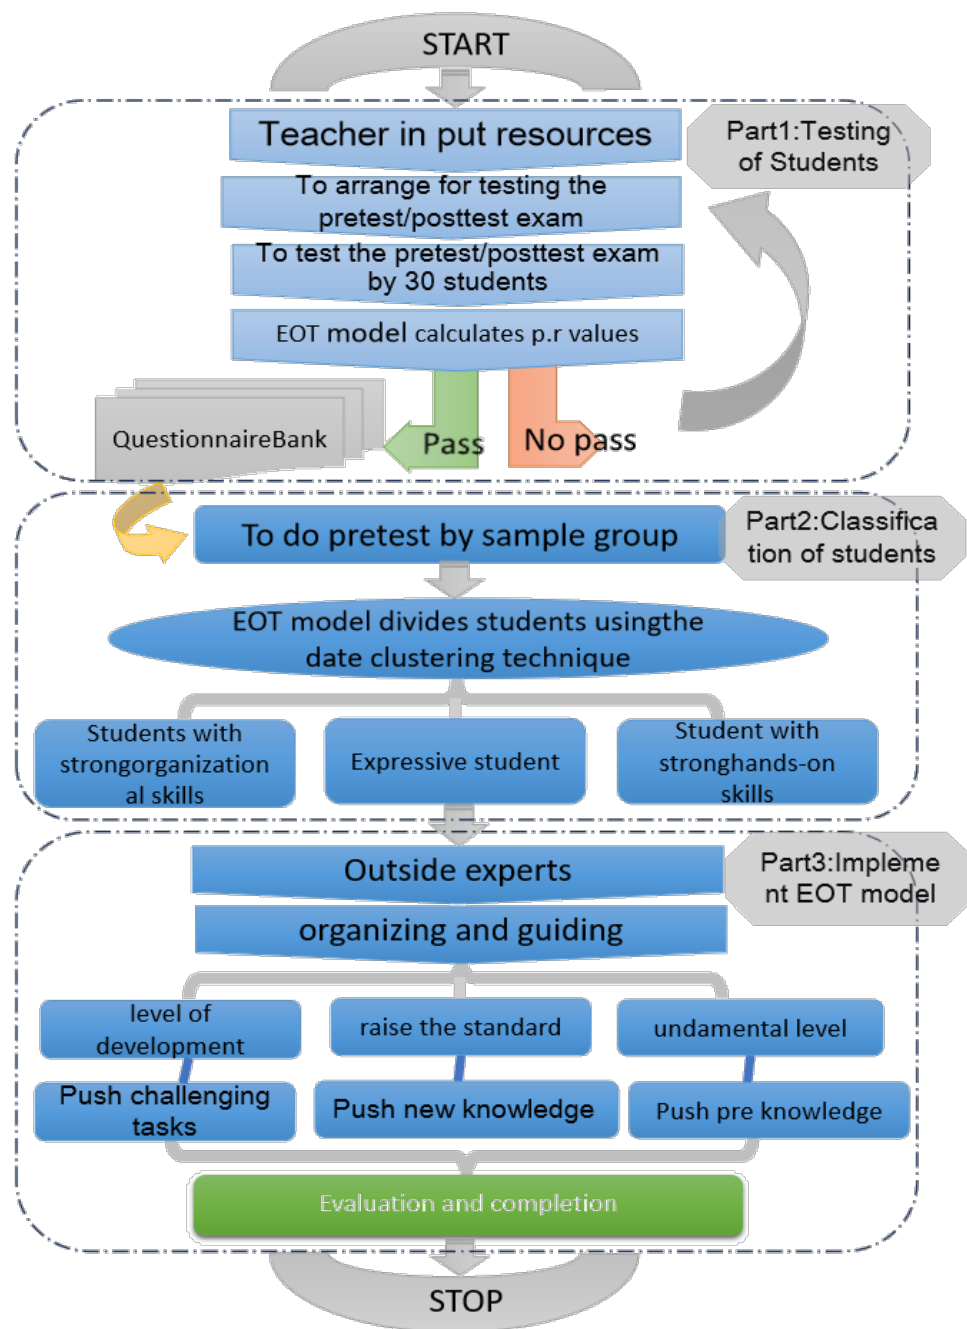 START
Teacher in put resources
Part1:Testing
of Students
To arrange for testing the
pretest/posttest exam
To test the pretest/posttest exam
by 30 students
EOT model calculates p.r values
QuestionnaireBank
Pass
No pass
To do pretest by sample group
Part2:Classifica
tion of students
EOT model divides students usingthe
date clustering technique
Students with
strongorganization
al skills
Expressive student
Student with
stronghands-on
skills
Outside experts
Part3:Impleme
nt EOT model
organizing and guiding
level of
development
raise the standard
undamental level
Push challenging
tasks
Push new knowledge
Push pre knowledge
Evaluation and completion
STOP